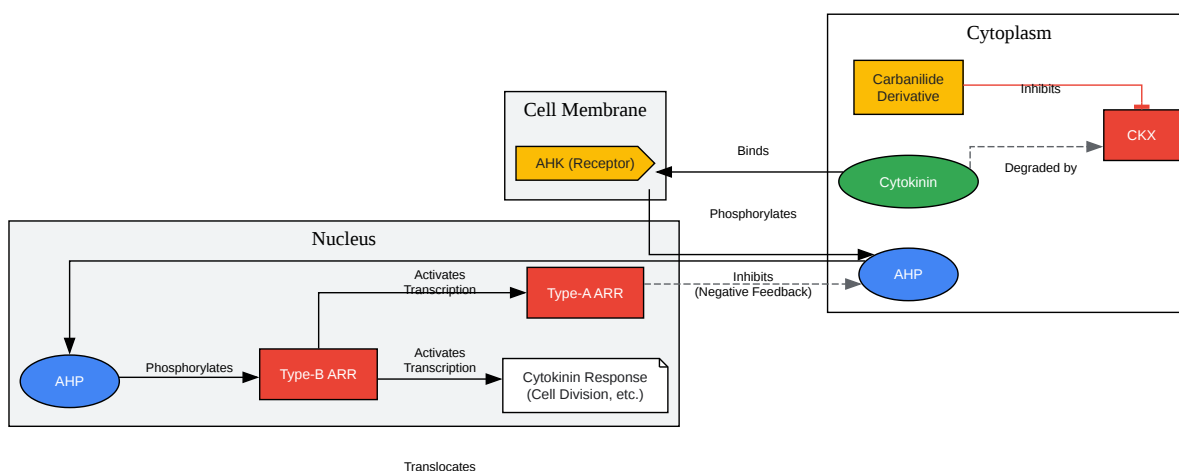 Cytoplasm
Carbanilide
Derivative
Inhibits
CKX
Cell Membrane
AHK (Receptor)
Binds
Cytokinin
Degraded by
Phosphorylates
Nucleus
Activates
Transcription
Type-A ARR
Inhibits
(Negative Feedback)
AHP
AHP
Phosphorylates
Type-B ARR
Activates
Transcription
Cytokinin Response
(Cell Division, etc.)
Translocates